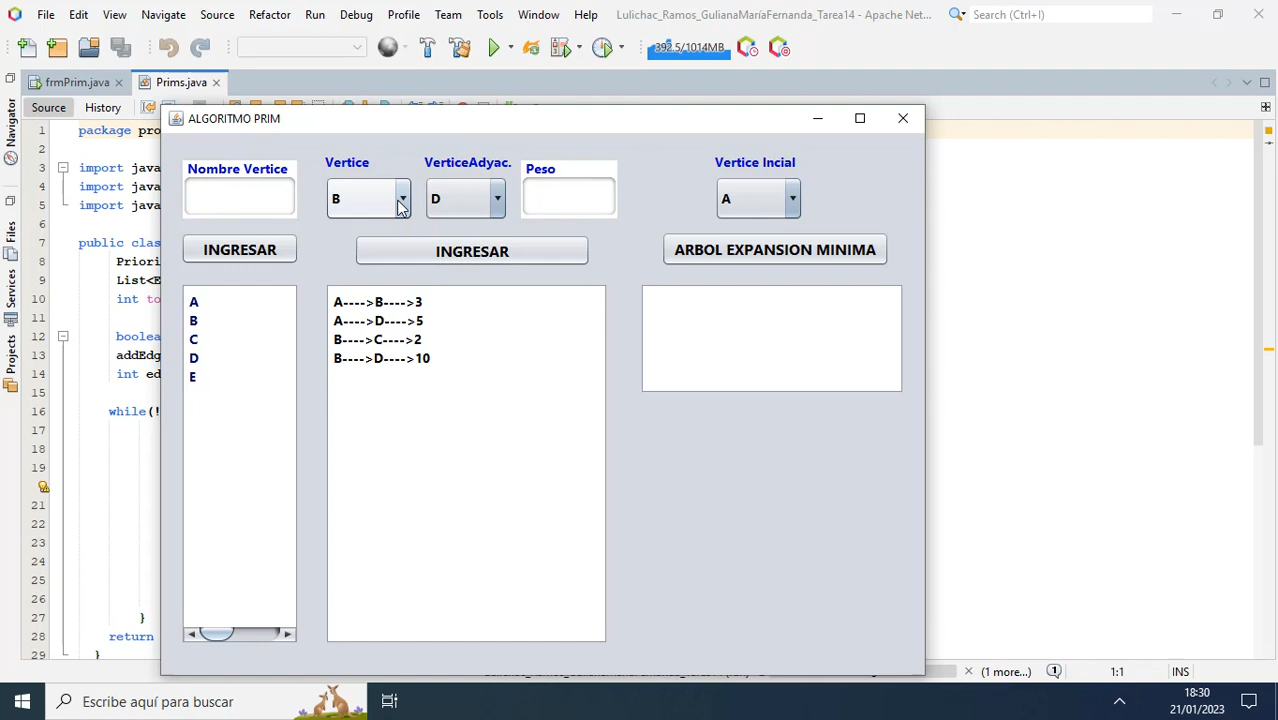 File Edit View Navigate Source Refactor Run Debug Profile Team Tools Window Help Lulichac_Ramos_GulianaMaríaFernanda_Tarea14 - Apache Net... Search (Ctrl+I)
392.5/1014MB
frmPrim.java Prims.java
Source History
ALGORITMO PRIM
Navigator
Files
Services
Projects
1 package pro
2
3 import java
4 import java
5 import java
6
7 public clas
8 Priori
9 List<E
10 int to
11
12 boolea
13 addEdg
14 int ed
15
16 while(!
17
18
19
21
22
23
24
25
26
27 }
28 return
29 }
Nombre Vertice Vertice VerticeAdyac. Peso Vertice Incial
B D A
INGRESAR INGRESAR ARBOL EXPANSION MINIMA
A
B
C
D
E
A---->B---->3
A---->D---->5
B---->C---->2
B---->D---->10
(1 more...) 1 1:1 INS
Escribe aquí para buscar
18:30
21/01/2023